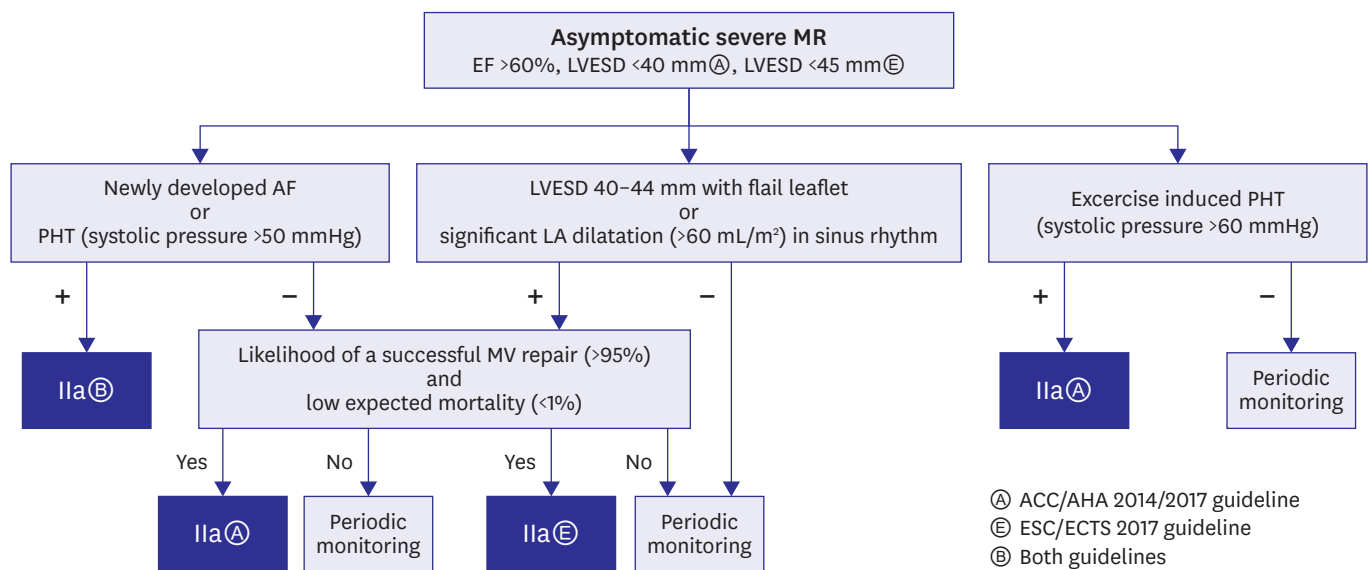 Asymptomatic severe MR
EF >60%, LVESD <40 mmⒶ, LVESD <45 mmⒺ
Newly developed AF
or
PHT (systolic pressure >50 mmHg)
LVESD 40–44 mm with flail leaflet
or
significant LA dilatation (>60 mL/m²) in sinus rhythm
Excercise induced PHT
(systolic pressure >60 mmHg)
+
−
+
−
+
−
IIaⒷ
Likelihood of a successful MV repair (>95%)
and
low expected mortality (<1%)
IIaⒶ
Periodic
monitoring
Yes
No
Yes
No
IIaⒶ
Periodic
monitoring
IIaⒺ
Periodic
monitoring
Ⓐ ACC/AHA 2014/2017 guideline
Ⓔ ESC/ECTS 2017 guideline
Ⓑ Both guidelines